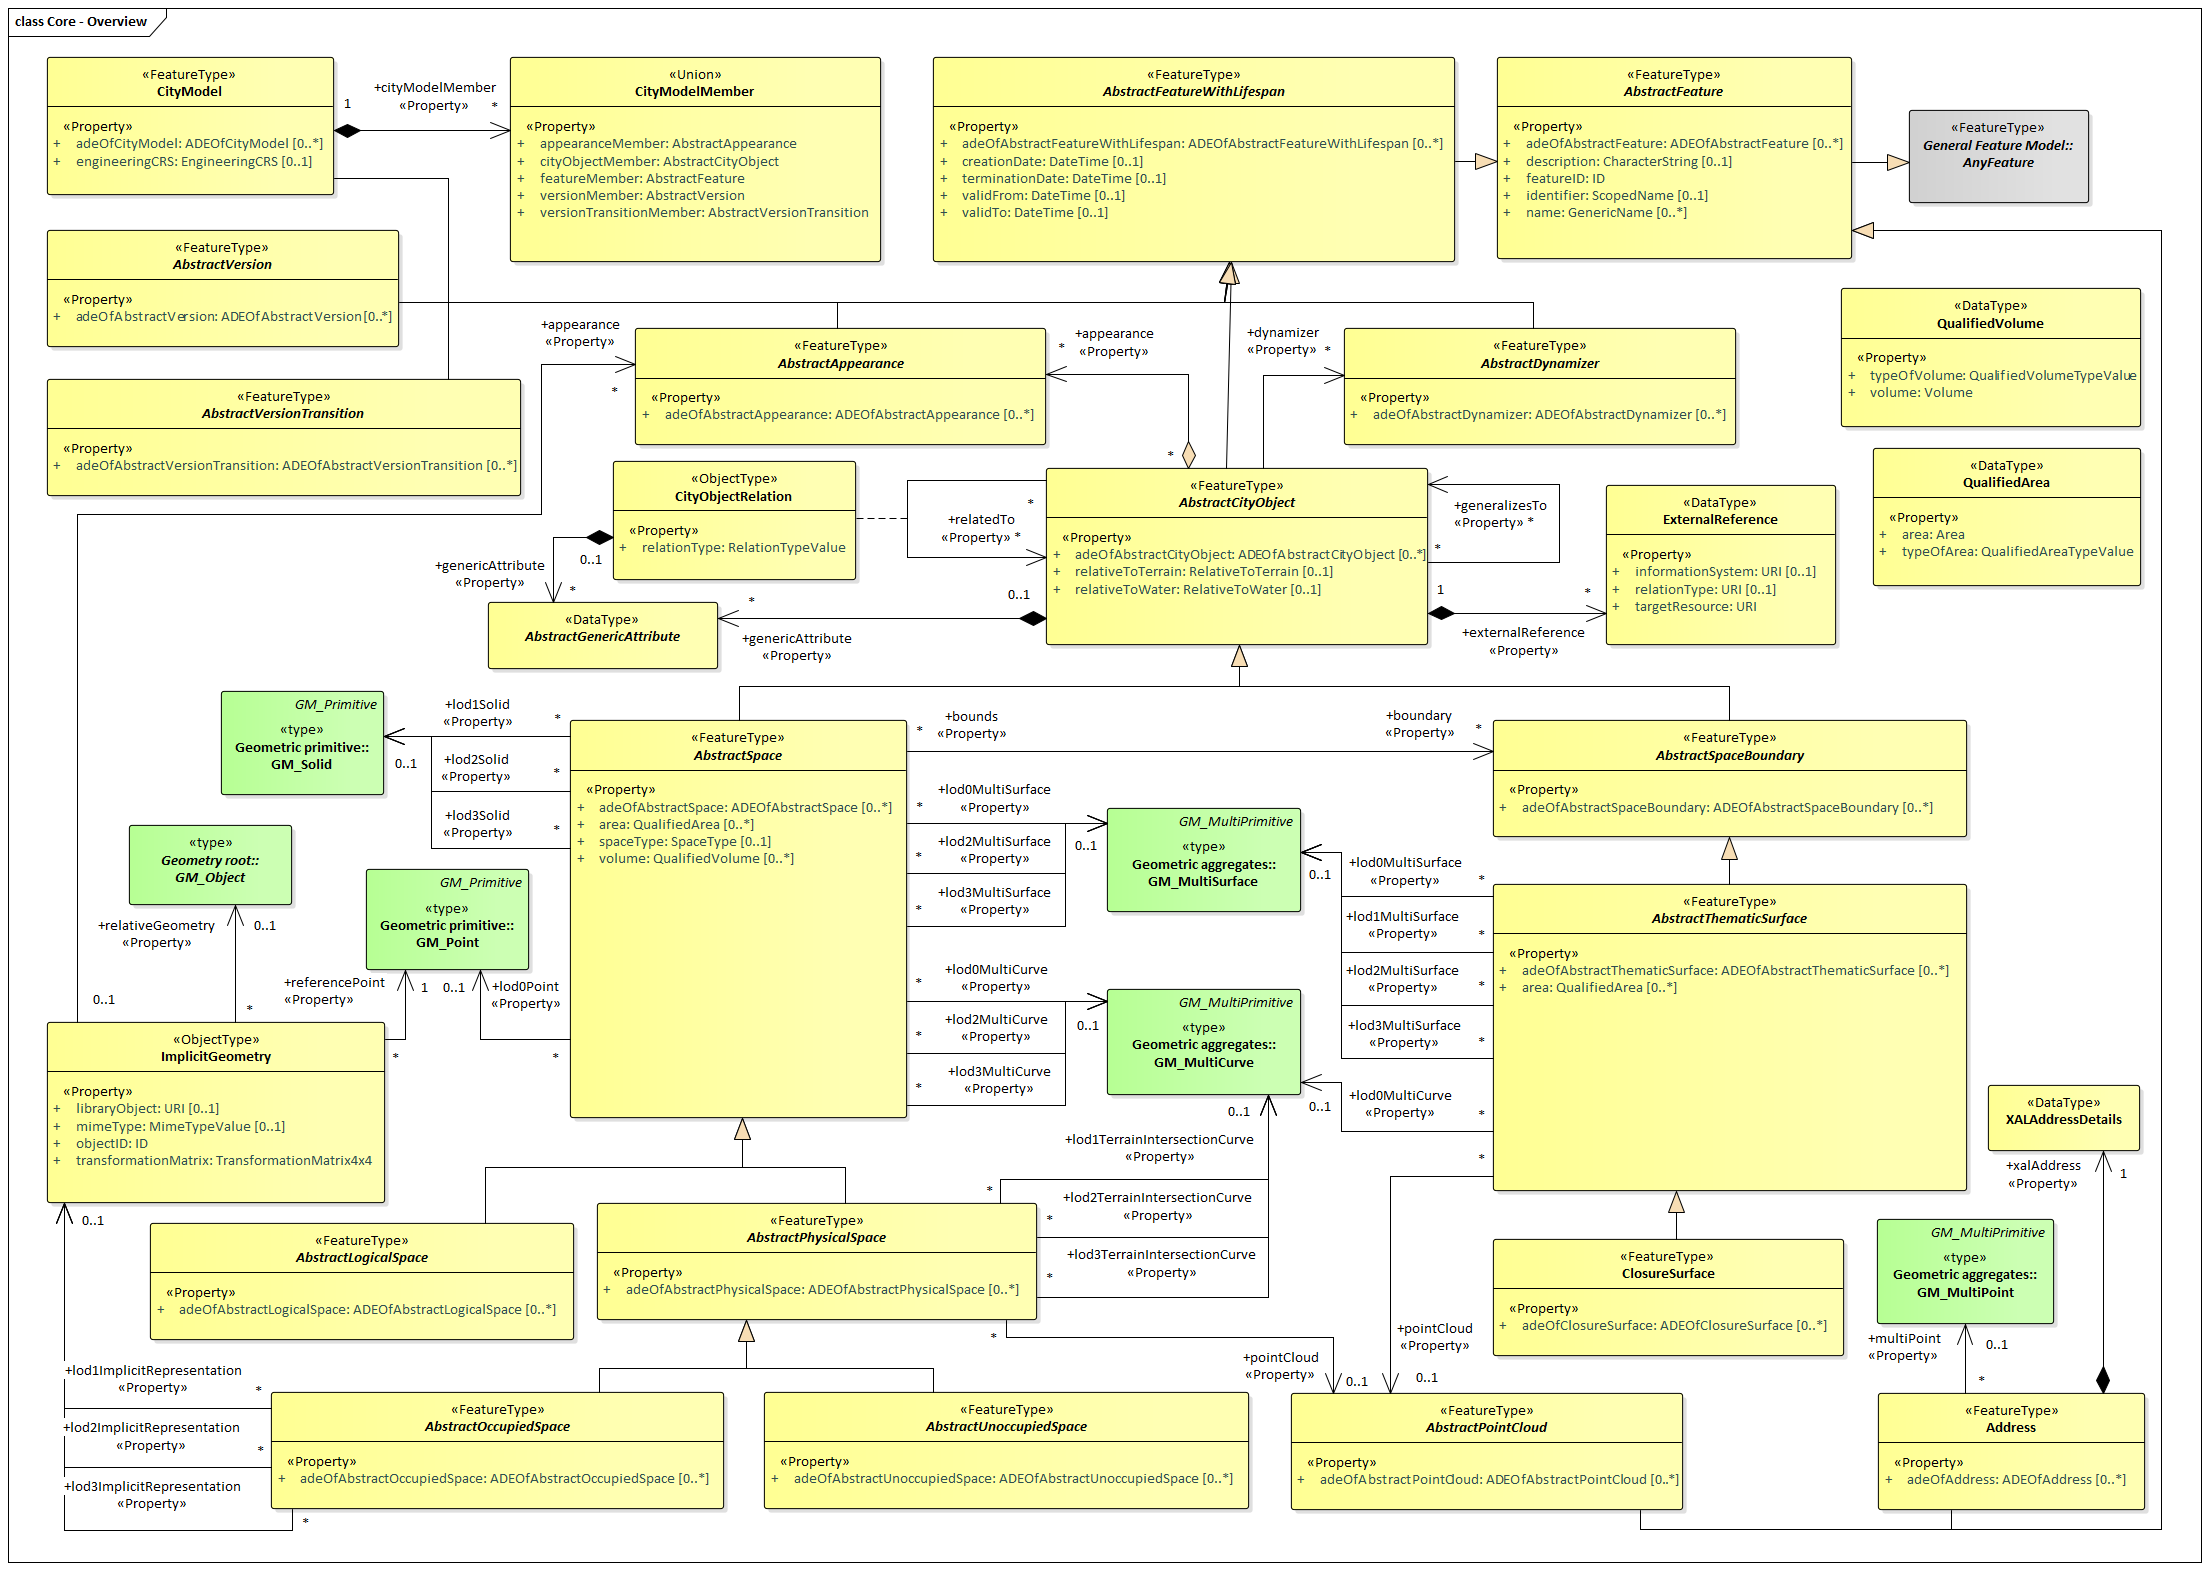 class Core - Overview
«FeatureType»
CityModel
«Property»
+ adeOfCityModel: ADEOfCityModel [0..*]
+ engineeringCRS: EngineeringCRS [0..1]
1
+cityModelMember
«Property»
*
«Union»
CityModelMember
«Property»
+ appearanceMember: AbstractAppearance
+ cityObjectMember: AbstractCityObject
+ featureMember: AbstractFeature
+ versionMember: AbstractVersion
+ versionTransitionMember: AbstractVersionTransition
«FeatureType»
AbstractFeatureWithLifespan
«Property»
+ adeOfAbstractFeatureWithLifespan: ADEOfAbstractFeatureWithLifespan [0..*]
+ creationDate: DateTime [0..1]
+ terminationDate: DateTime [0..1]
+ validFrom: DateTime [0..1]
+ validTo: DateTime [0..1]
«FeatureType»
AbstractFeature
«Property»
+ adeOfAbstractFeature: ADEOfAbstractFeature [0..*]
+ description: CharacterString [0..1]
+ featureID: ID
+ identifier: ScopedName [0..1]
+ name: GenericName [0..*]
«FeatureType»
General Feature Model::
AnyFeature
«FeatureType»
AbstractVersion
«Property»
+ adeOfAbstractVersion: ADEOfAbstractVersion [0..*]
«FeatureType»
AbstractVersionTransition
«Property»
+ adeOfAbstractVersionTransition: ADEOfAbstractVersionTransition [0..*]
+appearance
«Property»
*
«FeatureType»
AbstractAppearance
«Property»
+ adeOfAbstractAppearance: ADEOfAbstractAppearance [0..*]
*
+appearance
«Property»
*
+dynamizer
«Property»
*
«FeatureType»
AbstractDynamizer
«Property»
+ adeOfAbstractDynamizer: ADEOfAbstractDynamizer [0..*]
«DataType»
QualifiedVolume
«Property»
+ typeOfVolume: QualifiedVolumeTypeValue
+ volume: Volume
«DataType»
QualifiedArea
«Property»
+ area: Area
+ typeOfArea: QualifiedAreaTypeValue
«ObjectType»
CityObjectRelation
«Property»
+ relationType: RelationTypeValue
0..1
+genericAttribute
«Property»
*
*
+relatedTo
«Property» *
«FeatureType»
AbstractCityObject
«Property»
+ adeOfAbstractCityObject: ADEOfAbstractCityObject [0..*]
+ relativeToTerrain: RelativeToTerrain [0..1]
+ relativeToWater: RelativeToWater [0..1]
+generalizesTo
«Property» *
*
1
+externalReference
«Property»
*
«DataType»
ExternalReference
«Property»
+ informationSystem: URI [0..1]
+ relationType: URI [0..1]
+ targetResource: URI
«DataType»
AbstractGenericAttribute
*
0..1
+genericAttribute
«Property»
GM_Primitive
«type»
Geometric primitive::
GM_Solid
+lod1Solid
«Property»
*
0..1
+lod2Solid
«Property»
*
+lod3Solid
«Property»
*
«FeatureType»
AbstractSpace
«Property»
+ adeOfAbstractSpace: ADEOfAbstractSpace [0..*]
+ area: QualifiedArea [0..*]
+ spaceType: SpaceType [0..1]
+ volume: QualifiedVolume [0..*]
+bounds
«Property»
*
+boundary
«Property»
*
«FeatureType»
AbstractSpaceBoundary
«Property»
+ adeOfAbstractSpaceBoundary: ADEOfAbstractSpaceBoundary [0..*]
+lod0MultiSurface
«Property»
*
+lod2MultiSurface
«Property»
*
+lod3MultiSurface
«Property»
*
0..1
GM_MultiPrimitive
«type»
Geometric aggregates::
GM_MultiSurface
0..1
+lod0MultiSurface
«Property»
*
+lod1MultiSurface
«Property»
*
+lod2MultiSurface
«Property»
*
+lod3MultiSurface
«Property»
*
«FeatureType»
AbstractThematicSurface
«Property»
+ adeOfAbstractThematicSurface: ADEOfAbstractThematicSurface [0..*]
+ area: QualifiedArea [0..*]
«type»
Geometry root::
GM_Object
+relativeGeometry
«Property»
0..1
*
GM_Primitive
«type»
Geometric primitive::
GM_Point
+referencePoint
«Property»
1
*
0..1
+lod0Point
«Property»
*
0..1
+lod0MultiCurve
«Property»
*
+lod2MultiCurve
«Property»
*
+lod3MultiCurve
«Property»
*
0..1
GM_MultiPrimitive
«type»
Geometric aggregates::
GM_MultiCurve
0..1
+lod0MultiCurve
«Property»
*
*
«ObjectType»
ImplicitGeometry
«Property»
+ libraryObject: URI [0..1]
+ mimeType: MimeTypeValue [0..1]
+ objectID: ID
+ transformationMatrix: TransformationMatrix4x4
0..1
0..1
+lod1TerrainIntersectionCurve
«Property»
*
+lod2TerrainIntersectionCurve
«Property»
*
+lod3TerrainIntersectionCurve
«Property»
*
«DataType»
XALAddressDetails
+xalAddress
«Property»
1
«FeatureType»
AbstractLogicalSpace
«Property»
+ adeOfAbstractLogicalSpace: ADEOfAbstractLogicalSpace [0..*]
«FeatureType»
AbstractPhysicalSpace
«Property»
+ adeOfAbstractPhysicalSpace: ADEOfAbstractPhysicalSpace [0..*]
*
+pointCloud
«Property»
0..1
+pointCloud
«Property»
0..1
«FeatureType»
ClosureSurface
«Property»
+ adeOfClosureSurface: ADEOfClosureSurface [0..*]
GM_MultiPrimitive
«type»
Geometric aggregates::
GM_MultiPoint
+multiPoint
«Property»
0..1
*
+lod1ImplicitRepresentation
«Property»
*
+lod2ImplicitRepresentation
«Property»
*
+lod3ImplicitRepresentation
«Property»
*
«FeatureType»
AbstractOccupiedSpace
«Property»
+ adeOfAbstractOccupiedSpace: ADEOfAbstractOccupiedSpace [0..*]
«FeatureType»
AbstractUnoccupiedSpace
«Property»
+ adeOfAbstractUnoccupiedSpace: ADEOfAbstractUnoccupiedSpace [0..*]
«FeatureType»
AbstractPointCloud
«Property»
+ adeOfAbstractPointCloud: ADEOfAbstractPointCloud [0..*]
«FeatureType»
Address
«Property»
+ adeOfAddress: ADEOfAddress [0..*]